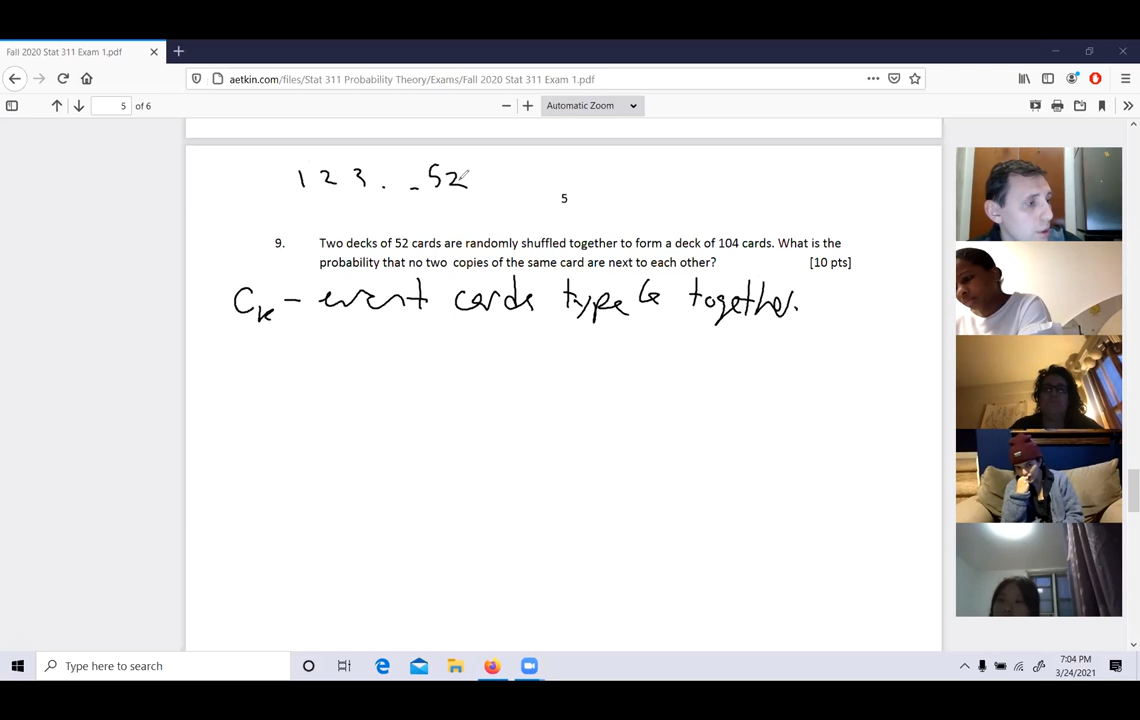 Fall 2020 Stat 311 Exam 1.pdf
aetkin.com/files/Stat 311 Probability Theory/Exams/Fall 2020 Stat 311 Exam 1.pdf
5 of 6
Automatic Zoom
1 2 3 . _ 52
5
9. Two decks of 52 cards are randomly shuffled together to form a deck of 104 cards. What is the
probability that no two copies of the same card are next to each other? [10 pts]
Ck - event cards type k together.
Type here to search
7:04 PM
3/24/2021